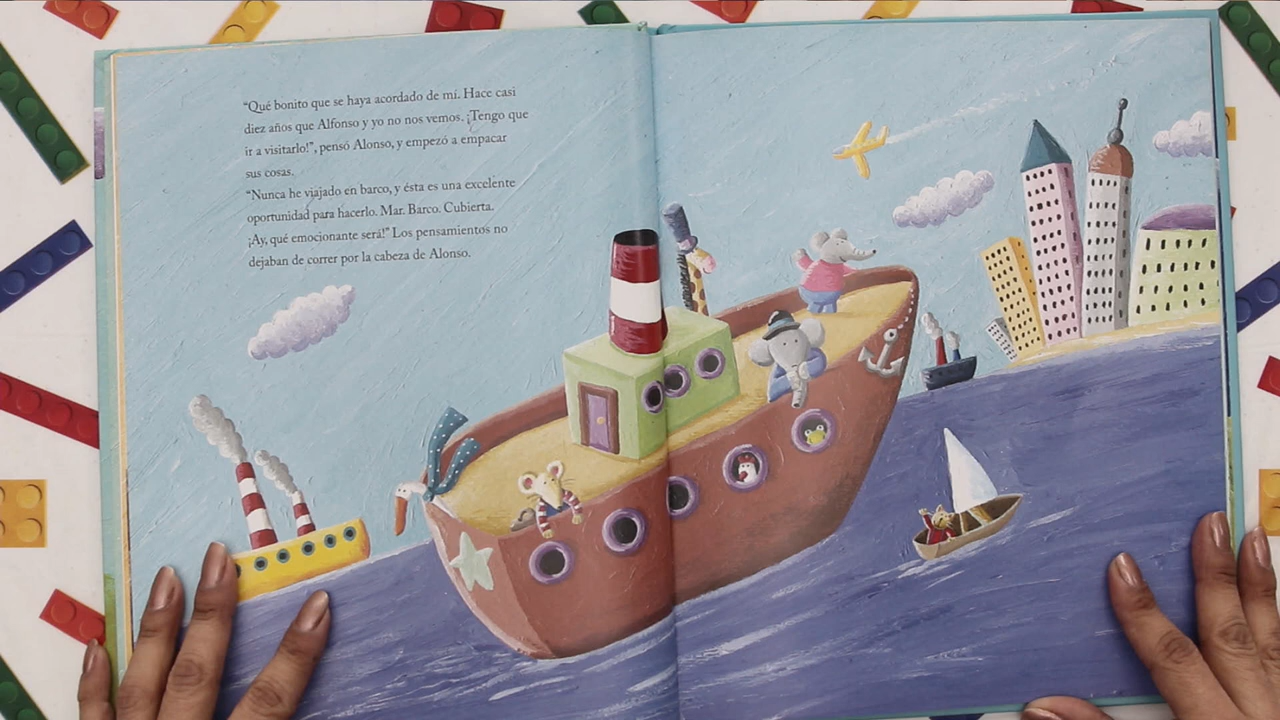 “Qué bonito que se haya acordado de mí. Hace casi
diez años que Alfonso y yo no nos vemos. ¡Tengo que
ir a visitarlo!”, pensó Alonso, y empezó a empacar
sus cosas.
“Nunca he viajado en barco, y ésta es una excelente
oportunidad para hacerlo. Mar. Barco. Cubierta.
¡Ay, qué emocionante será!” Los pensamientos no
dejaban de correr por la cabeza de Alonso.